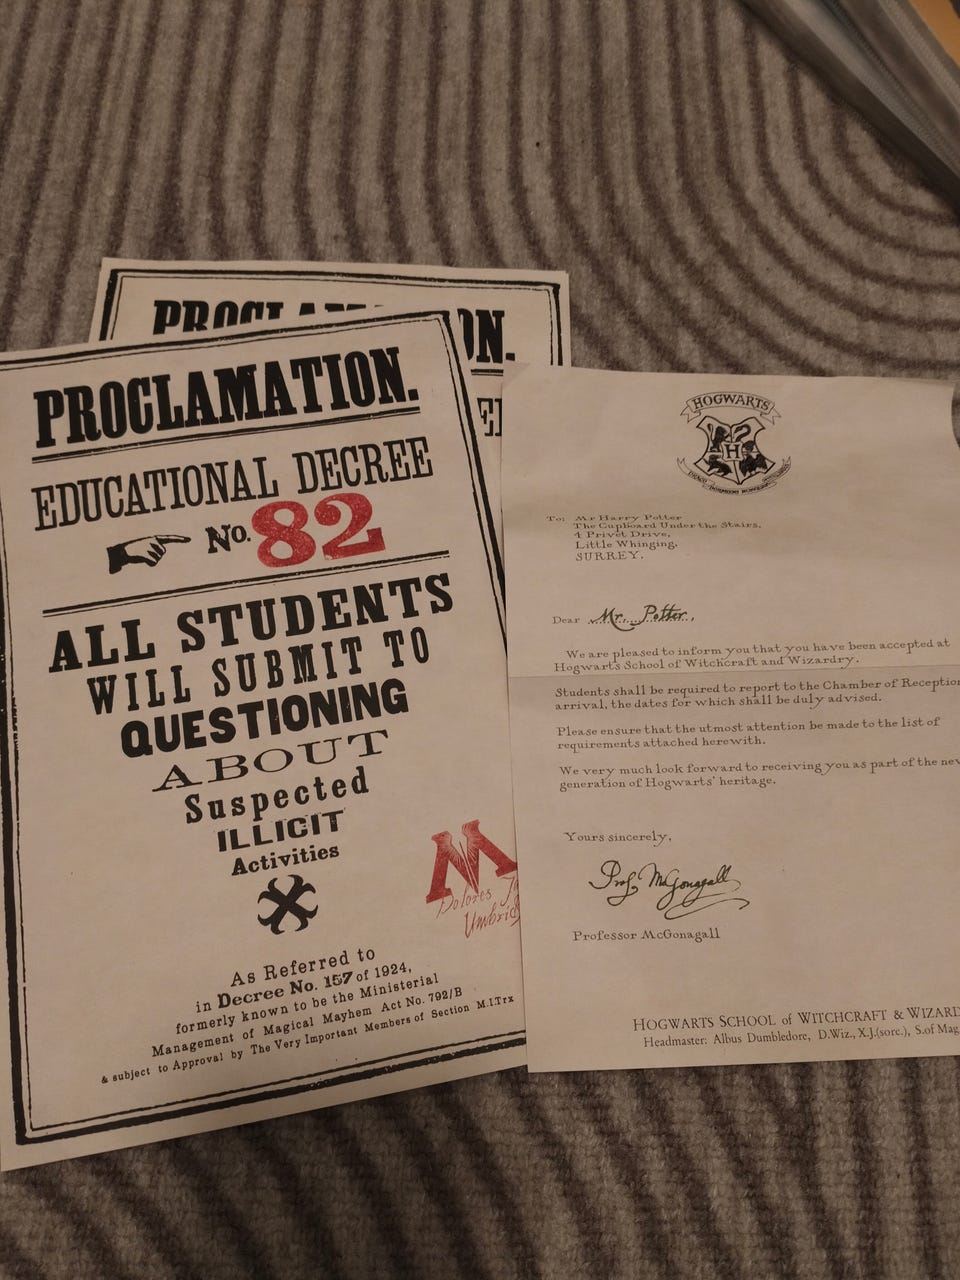 PROCLAMATION.
PROCLAMATION.
EDUCATIONAL DECREE
No. 82
ALL STUDENTS
WILL SUBMIT TO
QUESTIONING
ABOUT
Suspected
ILLICIT
Activities
M
Dolores
As Referred to
in Decree No. 157 of 1924,
formerly known to be the Ministerial
Management of Magical Mayhem Act No. 792/B
& subject to Approval by The Very Important Members of Section M.I.Trx
HOGWARTS
H
To: Mr Harry Potter
The Cupboard Under the Stairs,
4 Privet Drive,
Little Whinging,
SURREY.
Dear Mr. Potter,
We are pleased to inform you that you have been accepted at
Hogwarts School of Witchcraft and Wizardry.
Students shall be required to report to the Chamber of Reception
arrival, the dates for which shall be duly advised.
Please ensure that the utmost attention be made to the list of
requirements attached herewith.
We very much look forward to receiving you as part of the new
generation of Hogwarts' heritage.
Yours sincerely,
Prof. McGonagall
Professor McGonagall
HOGWARTS SCHOOL of WITCHCRAFT & WIZARD
Headmaster: Albus Dumbledore, D.Wiz., X.J.(sorc.), S.of Mag.